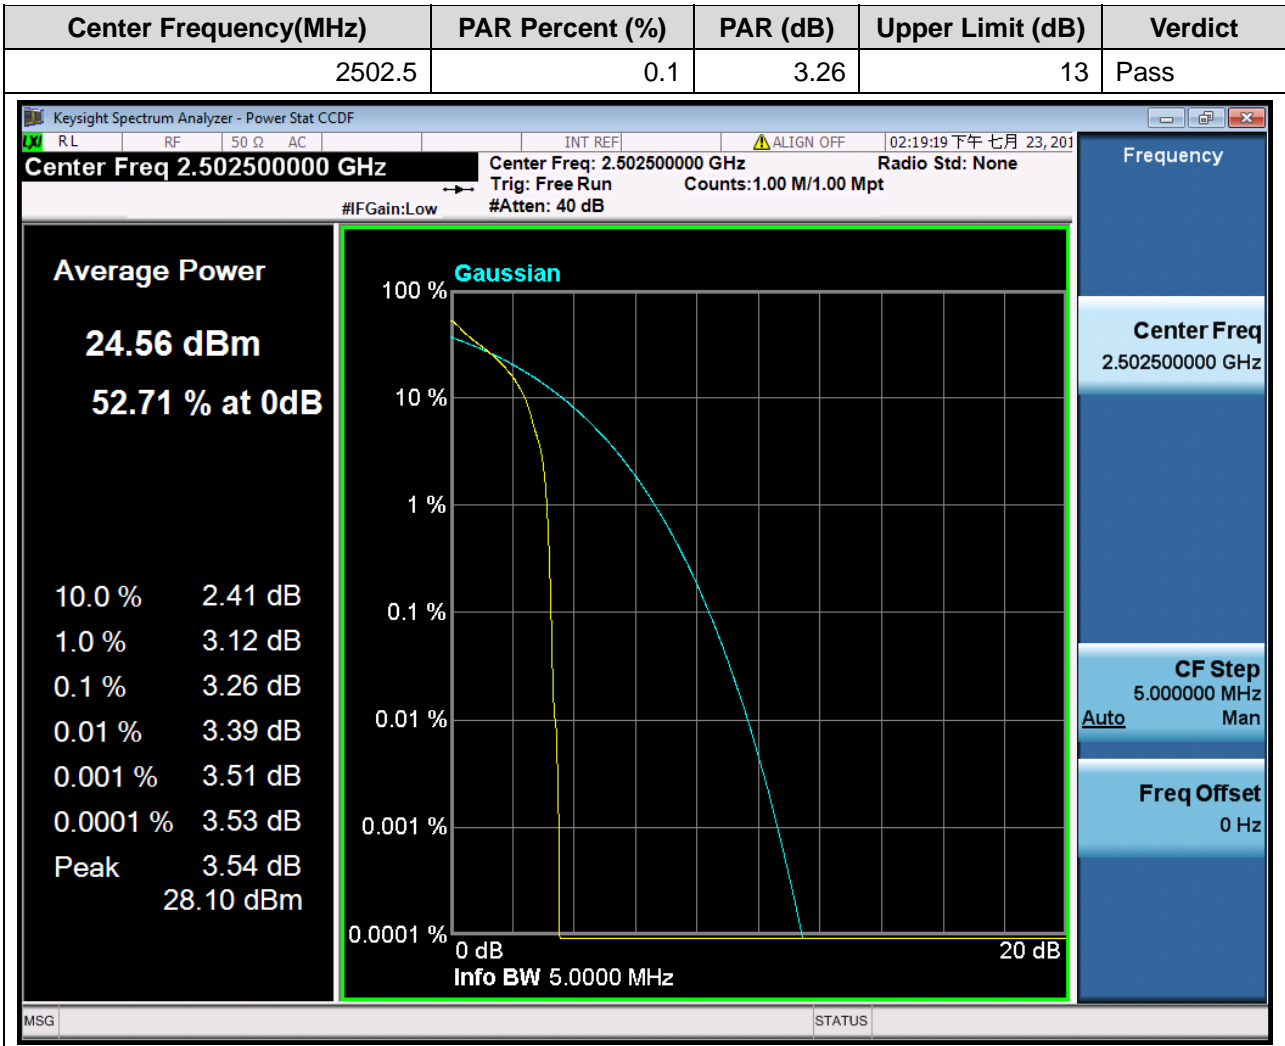 Center Frequency(MHz) PAR Percent (%) PAR (dB) Upper Limit (dB) Verdict
2502.5 0.1 3.26 13 Pass
Keysight Spectrum Analyzer - Power Stat CCDF
LXI RL RF 50 Ω AC INT REF ALIGN OFF 02:19:19 下午 七月 23, 201
Center Freq 2.502500000 GHz
#IFGain:Low
Center Freq: 2.502500000 GHz Radio Std: None
Trig: Free Run Counts:1.00 M/1.00 Mpt
#Atten: 40 dB
Average Power
24.56 dBm
52.71 % at 0dB
10.0 % 2.41 dB
1.0 % 3.12 dB
0.1 % 3.26 dB
0.01 % 3.39 dB
0.001 % 3.51 dB
0.0001 % 3.53 dB
Peak 3.54 dB
28.10 dBm
Gaussian
100 %
10 %
1 %
0.1 %
0.01 %
0.001 %
0.0001 %
0 dB 20 dB
Info BW 5.0000 MHz
Frequency
Center Freq
2.502500000 GHz
CF Step
5.000000 MHz
Auto Man
Freq Offset
0 Hz
MSG STATUS